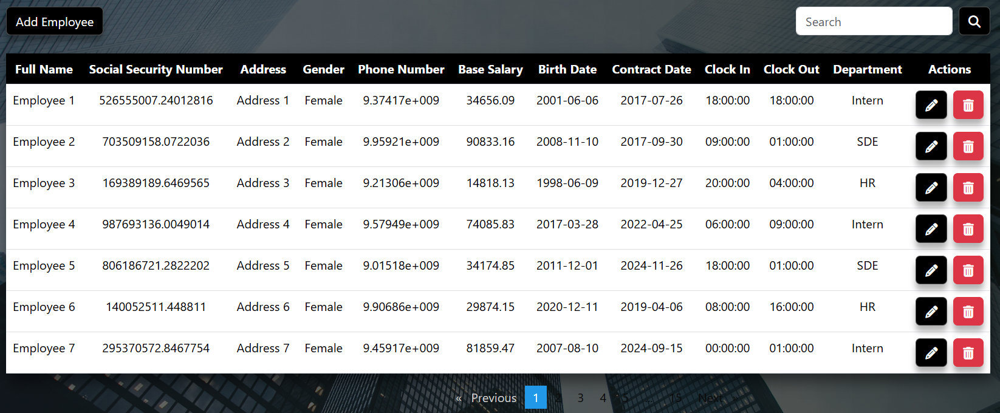 Add Employee Search
Full Name Social Security Number Address Gender Phone Number Base Salary Birth Date Contract Date Clock In Clock Out Department Actions
Employee 1 526555007.24012816 Address 1 Female 9.37417e+009 34656.09 2001-06-06 2017-07-26 18:00:00 18:00:00 Intern
Employee 2 703509158.0722036 Address 2 Female 9.95921e+009 90833.16 2008-11-10 2017-09-30 09:00:00 01:00:00 SDE
Employee 3 169389189.6469565 Address 3 Female 9.21306e+009 14818.13 1998-06-09 2019-12-27 20:00:00 04:00:00 HR
Employee 4 987693136.0049014 Address 4 Female 9.57949e+009 74085.83 2017-03-28 2022-04-25 06:00:00 09:00:00 Intern
Employee 5 806186721.2822202 Address 5 Female 9.01518e+009 34174.85 2011-12-01 2024-11-26 18:00:00 01:00:00 SDE
Employee 6 140052511.448811 Address 6 Female 9.90686e+009 29874.15 2020-12-11 2019-04-06 08:00:00 16:00:00 HR
Employee 7 295370572.8467754 Address 7 Female 9.45917e+009 81859.47 2007-08-10 2024-09-15 00:00:00 01:00:00 Intern
« Previous 1 2 3 4 5 ... 15 Next »